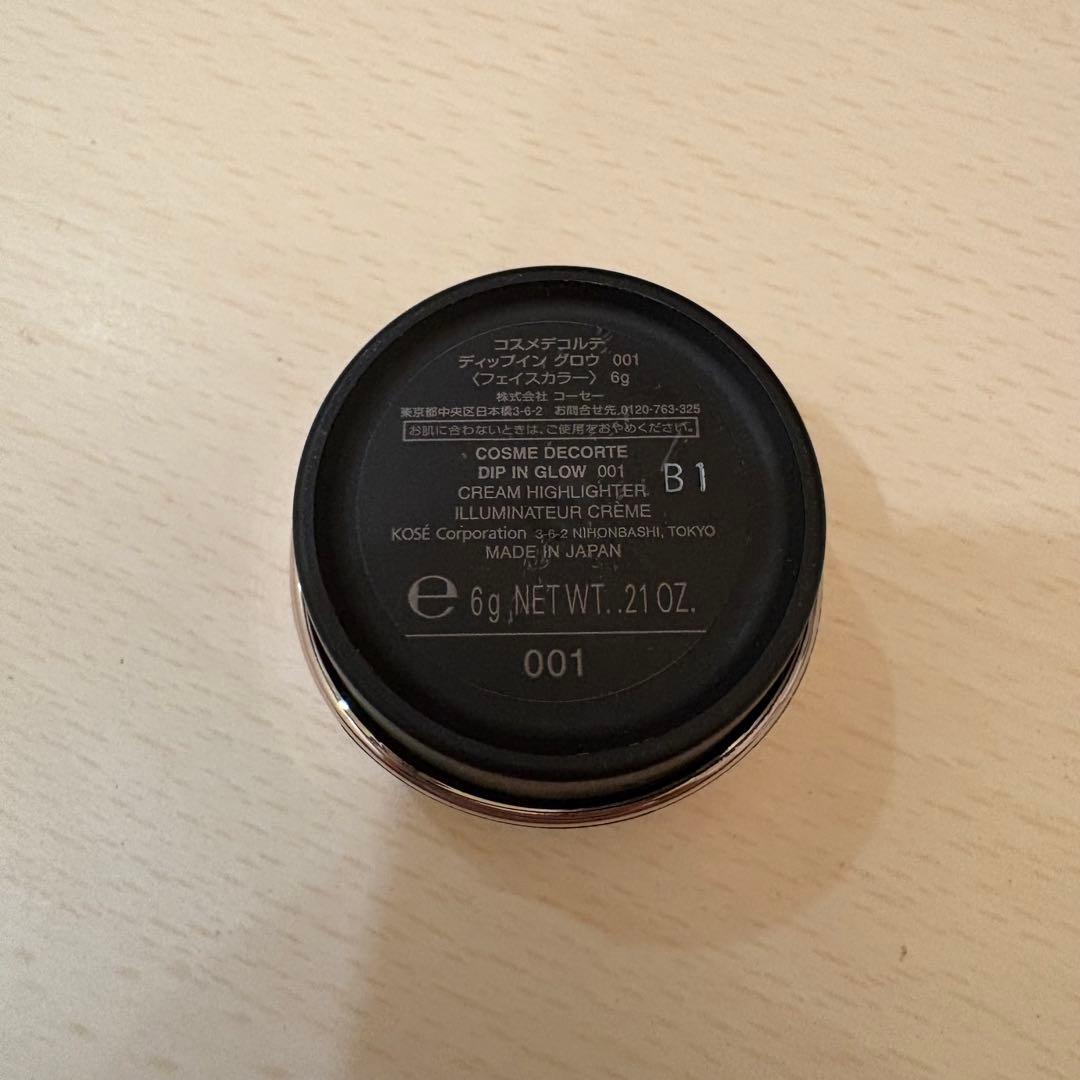 コスメデコルテ
ディップイン グロウ 001
〈フェイスカラー〉 6g
株式会社 コーセー
東京都中央区日本橋3-6-2 お問合せ先.0120-763-325
お肌に合わないときは、ご使用をおやめください。
COSME DECORTE
DIP IN GLOW 001
B1
CREAM HIGHLIGHTER
ILLUMINATEUR CRÈME
KOSÉ Corporation 3-6-2 NIHONBASHI, TOKYO
MADE IN JAPAN
e 6g NET WT. .21 OZ.
001